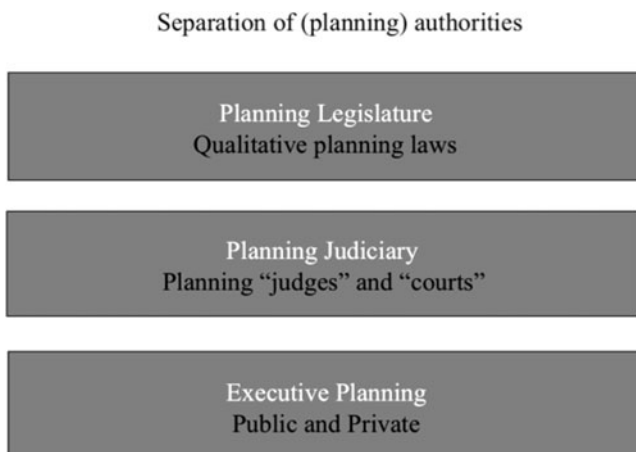 Separation of (planning) authorities
Planning Legislature
Qualitative planning laws
Planning Judiciary
Planning “judges” and “courts”
Executive Planning
Public and Private